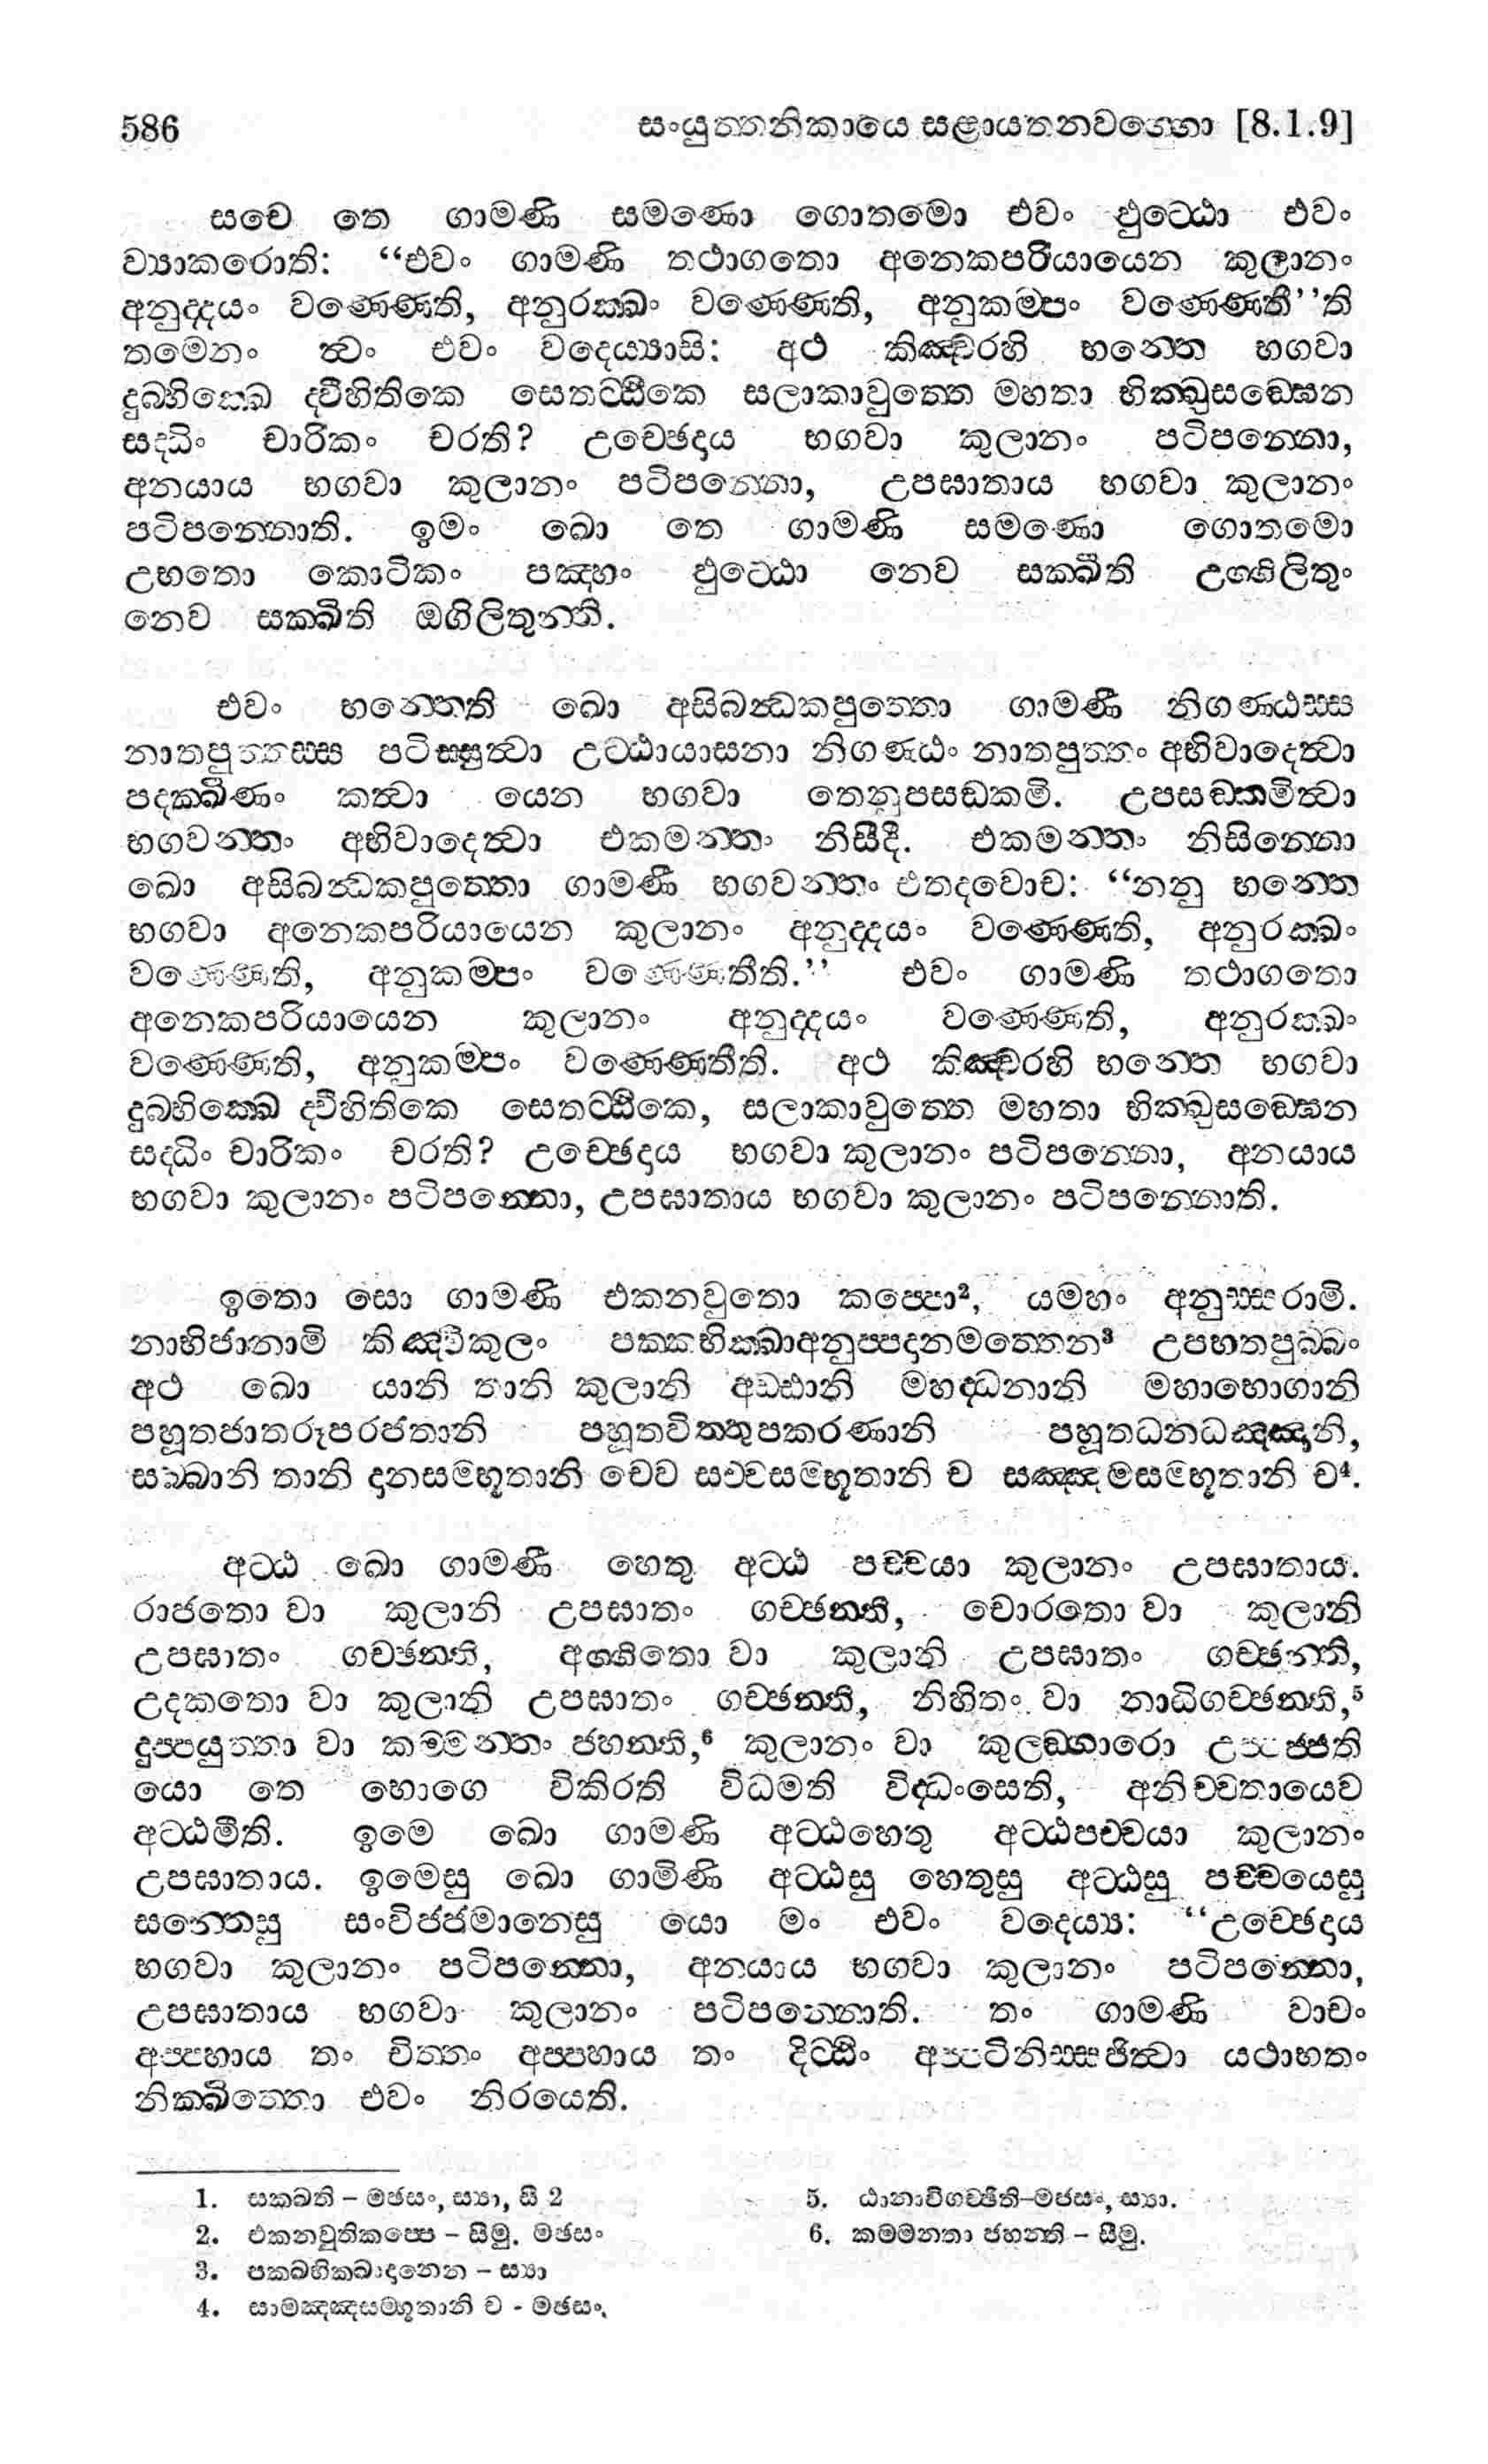 586 සංයුත්තනිකායෙ සළායතනවග්ගො [8.1.9]
සචෙ තෙ ගාමණි සමණො ගොතමො එවං පුට්ඨො එවං
ව්‍යාකරොති: “එවං ගාමණි තථාගතො අනෙකපරියායෙන කුලානං
අනුද්දයං වණ්ණෙති, අනුරක්ඛං වණ්ණෙති, අනුකම්පං වණ්ණෙතී’’ති
තමෙනං ත්‍වං එවං වදෙය්‍යාසි: අථ කිඤ්චරහි භන්තෙ භගවා
දුබ්භික්ඛෙ ද්වීහිතිකෙ සෙතට්ඨිකෙ සලාකාවුත්තෙ මහතා භික්ඛුසඞ්ඝෙන
සද්ධිං චාරිකං චරති? උච්ඡෙදාය භගවා කුලානං පටිපන්නො,
අනයාය භගවා කුලානං පටිපන්නො, උපඝාතාය භගවා කුලානං
පටිපන්නොති. ඉමං ඛො තෙ ගාමණි සමණො ගොතමො
උභතො කොටිකං පඤ්හං පුට්ඨො නෙව සක්ඛිති උග්ගිලිතුං
නෙව සක්ඛිති ඔගිලිතුන්ති.
එවං භන්තෙති ඛො අසිබන්ධකපුත්තො ගාමණී නිගණ්ඨස්ස
නාතපුත්තස්ස පටිස්සුත්‍වා උට්ඨායාසනා නිගණ්ඨං නාතපුත්තං අභිවාදෙත්‍වා
පදක්ඛිණං කත්‍වා යෙන භගවා තෙනුපසඞ්කමි. උපසඞ්කමිත්‍වා
භගවන්තං අභිවාදෙත්‍වා එකමන්තං නිසීදි. එකමන්තං නිසින්නො
ඛො අසිබන්ධකපුත්තො ගාමණී භගවන්තං එතදවොච: “නනු භන්තෙ
භගවා අනෙකපරියායෙන කුලානං අනුද්දයං වණ්ණෙති, අනුරක්ඛං
වණ්ණෙති, අනුකම්පං වණ්ණෙතීති.’’ එවං ගාමණි තථාගතො
අනෙකපරියායෙන කුලානං අනුද්දයං වණ්ණෙති, අනුරක්ඛං
වණ්ණෙති, අනුකම්පං වණ්ණෙතීති. අථ කිඤ්චරහි භන්තෙ භගවා
දුබ්භික්ඛෙ ද්වීහිතිකෙ සෙතට්ඨිකෙ, සලාකාවුත්තෙ මහතා භික්ඛුසඞ්ඝෙන
සද්ධිං චාරිකං චරති? උච්ඡෙදාය භගවා කුලානං පටිපන්නො, අනයාය
භගවා කුලානං පටිපන්නො, උපඝාතාය භගවා කුලානං පටිපන්නොති.
ඉතො සො ගාමණි එකනවුතො කප්පො², යමහං අනුස්සරාමි.
නාභිජානාමි කිඤ්චිකුලං පක්කභික්ඛාඅනුප්පදානමත්තෙන³ උපහතපුබ්බං
අථ ඛො යානි තානි කුලානි අඩ්ඪානි මහද්ධනානි මහාභොගානි
පහූතජාතරූපරජතානි පහූතවිත්තුපකරණානි පහූතධනධඤ්ඤානි,
සබ්බානි තානි දානසම්භූතානි චෙව සච්චසම්භූතානි ච සඤ්ඤමසම්භූතානි ච⁴.
අට්ඨ ඛො ගාමණී හෙතු අට්ඨ පච්චයා කුලානං උපඝාතාය.
රාජතො වා කුලානි උපඝාතං ගච්ඡන්ති, චොරතො වා කුලානි
උපඝාතං ගච්ඡන්ති, අග්ගිතො වා කුලානි උපඝාතං ගච්ඡන්ති,
උදකතො වා කුලානි උපඝාතං ගච්ඡන්ති, නිහිතං වා නාධිගච්ඡන්ති,⁵
දුප්පයුත්තා වා කම්මන්තං ජහන්ති,⁶ කුලානං වා කුලඞ්ගාරො උප්පජ්ජති
යො තෙ භොගෙ විකිරති විධමති විද්ධංසෙති, අනිච්චතායෙව
අට්ඨමීති. ඉමෙ ඛො ගාමණි අට්ඨහෙතු අට්ඨපච්චයා කුලානං
උපඝාතාය. ඉමෙසු ඛො ගාමිණි අට්ඨසු හෙතුසු අට්ඨසු පච්චයෙසු
සන්තෙසු සංවිජ්ජමානෙසු යො මං එවං වදෙය්‍ය: “උච්ඡෙදාය
භගවා කුලානං පටිපන්නො, අනයාය භගවා කුලානං පටිපන්නො,
උපඝාතාය භගවා කුලානං පටිපන්නොති. තං ගාමණි වාචං
අප්පහාය තං චිත්තං අප්පහාය තං දිට්ඨිං අප්පටිනිස්සජිත්‍වා යථාභතං
නික්ඛිත්තො එවං නිරයෙති.
1. සක්ඛති – මජසං, ස්‍යා, සී 2
2. එකනවුතිකප්පෙ – සීමු. මජසං
3. පක්ඛභික්ඛාදානෙන – ස්‍යා
4. සාමඤ්ඤසම්භූතානි ච - මජසං.
5. ඨානාවිගච්ඡති–මජසං, ස්‍යා.
6. කම්මන්තා ජහන්ති – සීමු.